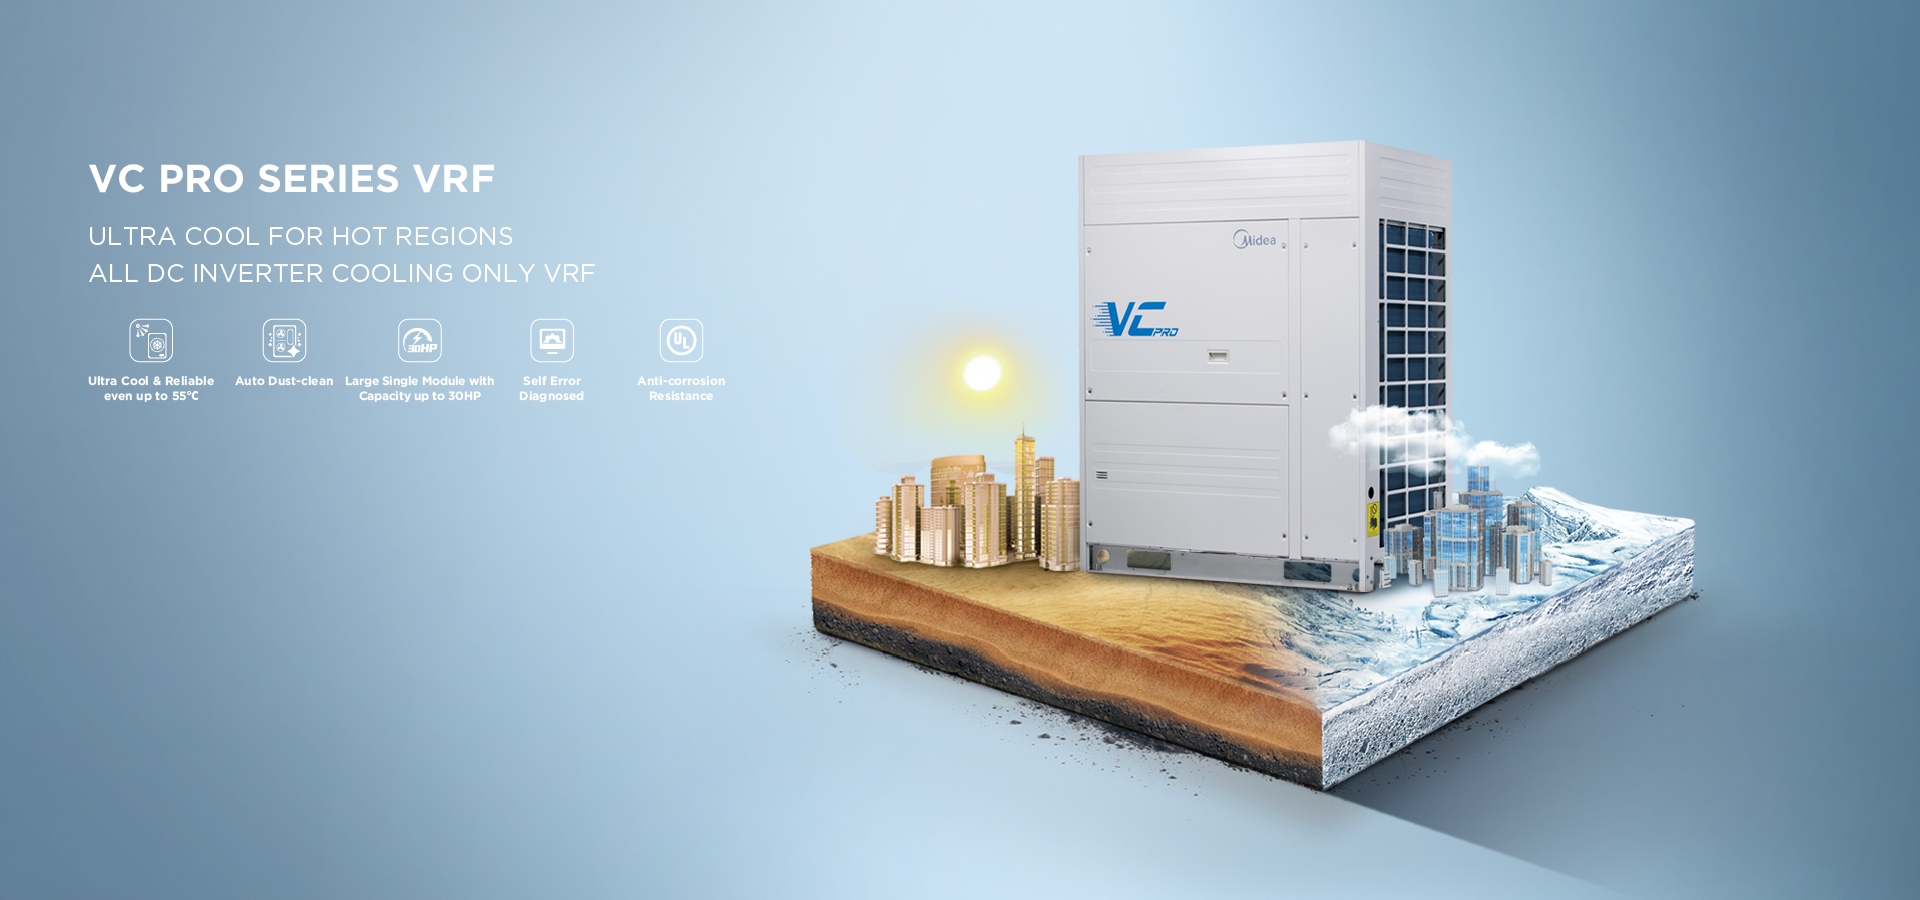 VC PRO SERIES VRF
ULTRA COOL FOR HOT REGIONS
ALL DC INVERTER COOLING ONLY VRF
30HP
UL
Ultra Cool & Reliable
even up to 55℃
Auto Dust-clean
Large Single Module with
Capacity up to 30HP
Self Error
Diagnosed
Anti-corrosion
Resistance
Midea
VC PRO